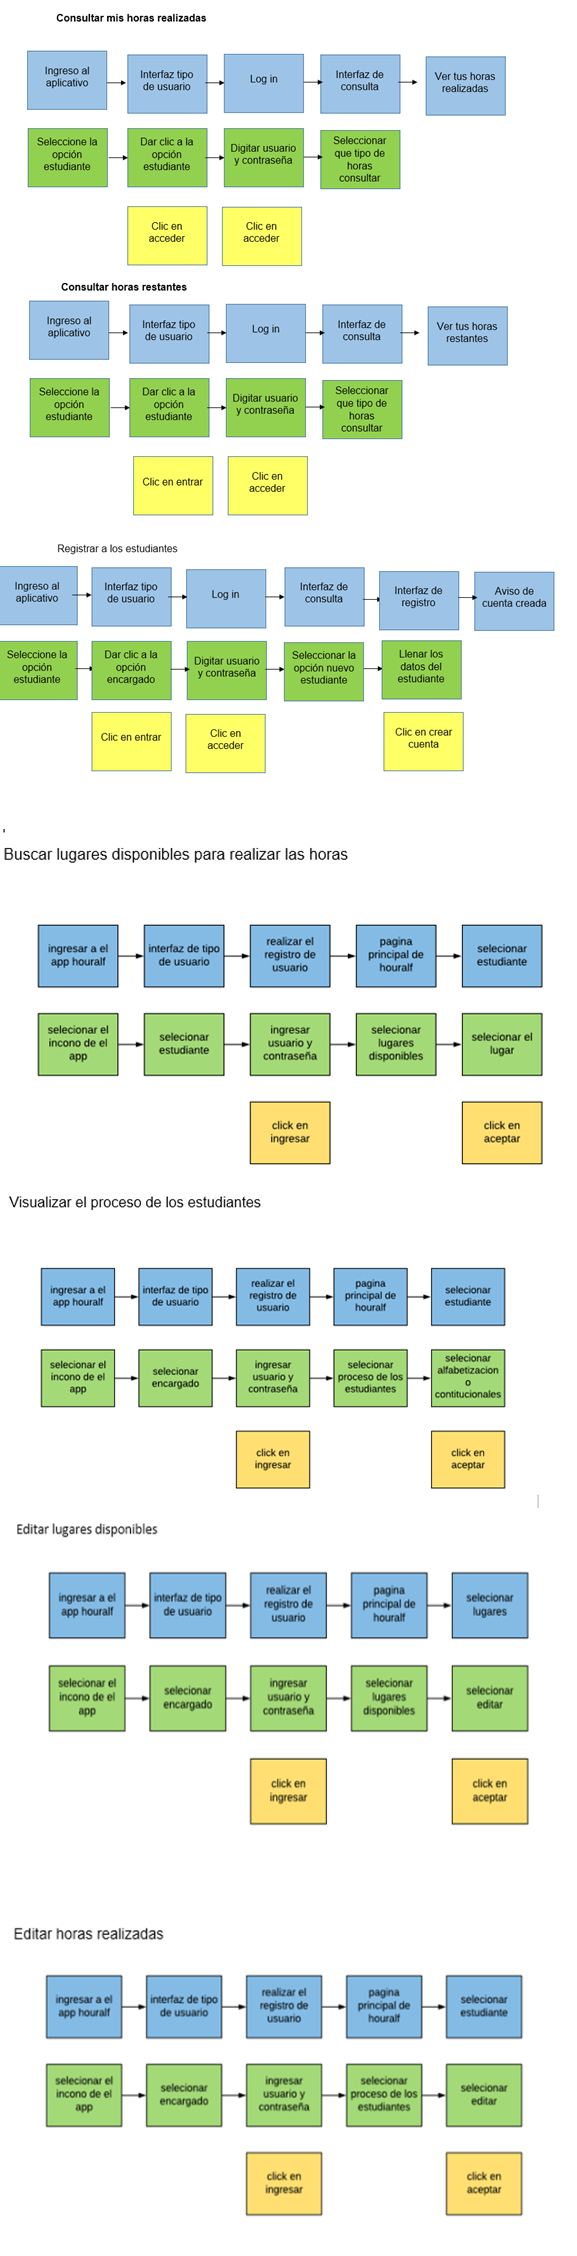 Consultar mis horas realizadas
Ingreso al
aplicativo
Interfaz tipo
de usuario
Log in
Interfaz de
consulta
Ver tus horas
realizadas
Seleccione la
opción
estudiante
Dar clic a la
opción
estudiante
Digitar usuario
y contraseña
Seleccionar
que tipo de
horas
consultar
Clic en
acceder
Clic en
acceder
Consultar horas restantes
Ingreso al
aplicativo
Interfaz tipo
de usuario
Log in
Interfaz de
consulta
Ver tus horas
restantes
Seleccione la
opción
estudiante
Dar clic a la
opción
estudiante
Digitar usuario
y contraseña
Seleccionar
que tipo de
horas
consultar
Clic en entrar
Clic en
acceder
Registrar a los estudiantes
Ingreso al
aplicativo
Interfaz tipo
de usuario
Log in
Interfaz de
consulta
Interfaz de
registro
Aviso de
cuenta creada
Seleccione la
opción
estudiante
Dar clic a la
opción
encargado
Digitar usuario
y contraseña
Seleccionar la
opción nuevo
estudiante
Llenar los
datos del
estudiante
Clic en entrar
Clic en
acceder
Clic en crear
cuenta
Buscar lugares disponibles para realizar las horas
ingresar a el
app houralf
interfaz de tipo
de usuario
realizar el
registro de
usuario
pagina
principal de
houralf
selecionar
estudiante
selecionar el
incono de el
app
selecionar
estudiante
ingresar
usuario y
contraseña
selecionar
lugares
disponibles
selecionar el
lugar
click en
ingresar
click en
aceptar
Visualizar el proceso de los estudiantes
ingresar a el
app houralf
interfaz de tipo
de usuario
realizar el
registro de
usuario
pagina
principal de
houralf
selecionar
estudiante
selecionar el
incono de el
app
selecionar
encargado
ingresar
usuario y
contraseña
selecionar
proceso de los
estudiantes
selecionar
alfabetizacion
o
contitucionales
click en
ingresar
click en
aceptar
Editar lugares disponibles
ingresar a el
app houralf
interfaz de tipo
de usuario
realizar el
registro de
usuario
pagina
principal de
houralf
selecionar
lugares
selecionar el
incono de el
app
selecionar
encargado
ingresar
usuario y
contraseña
selecionar
lugares
disponibles
selecionar
editar
click en
ingresar
click en
aceptar
Editar horas realizadas
ingresar a el
app houralf
interfaz de tipo
de usuario
realizar el
registro de
usuario
pagina
principal de
houralf
selecionar
estudiante
selecionar el
incono de el
app
selecionar
encargado
ingresar
usuario y
contraseña
selecionar
proceso de los
estudiantes
selecionar
editar
click en
ingresar
click en
aceptar